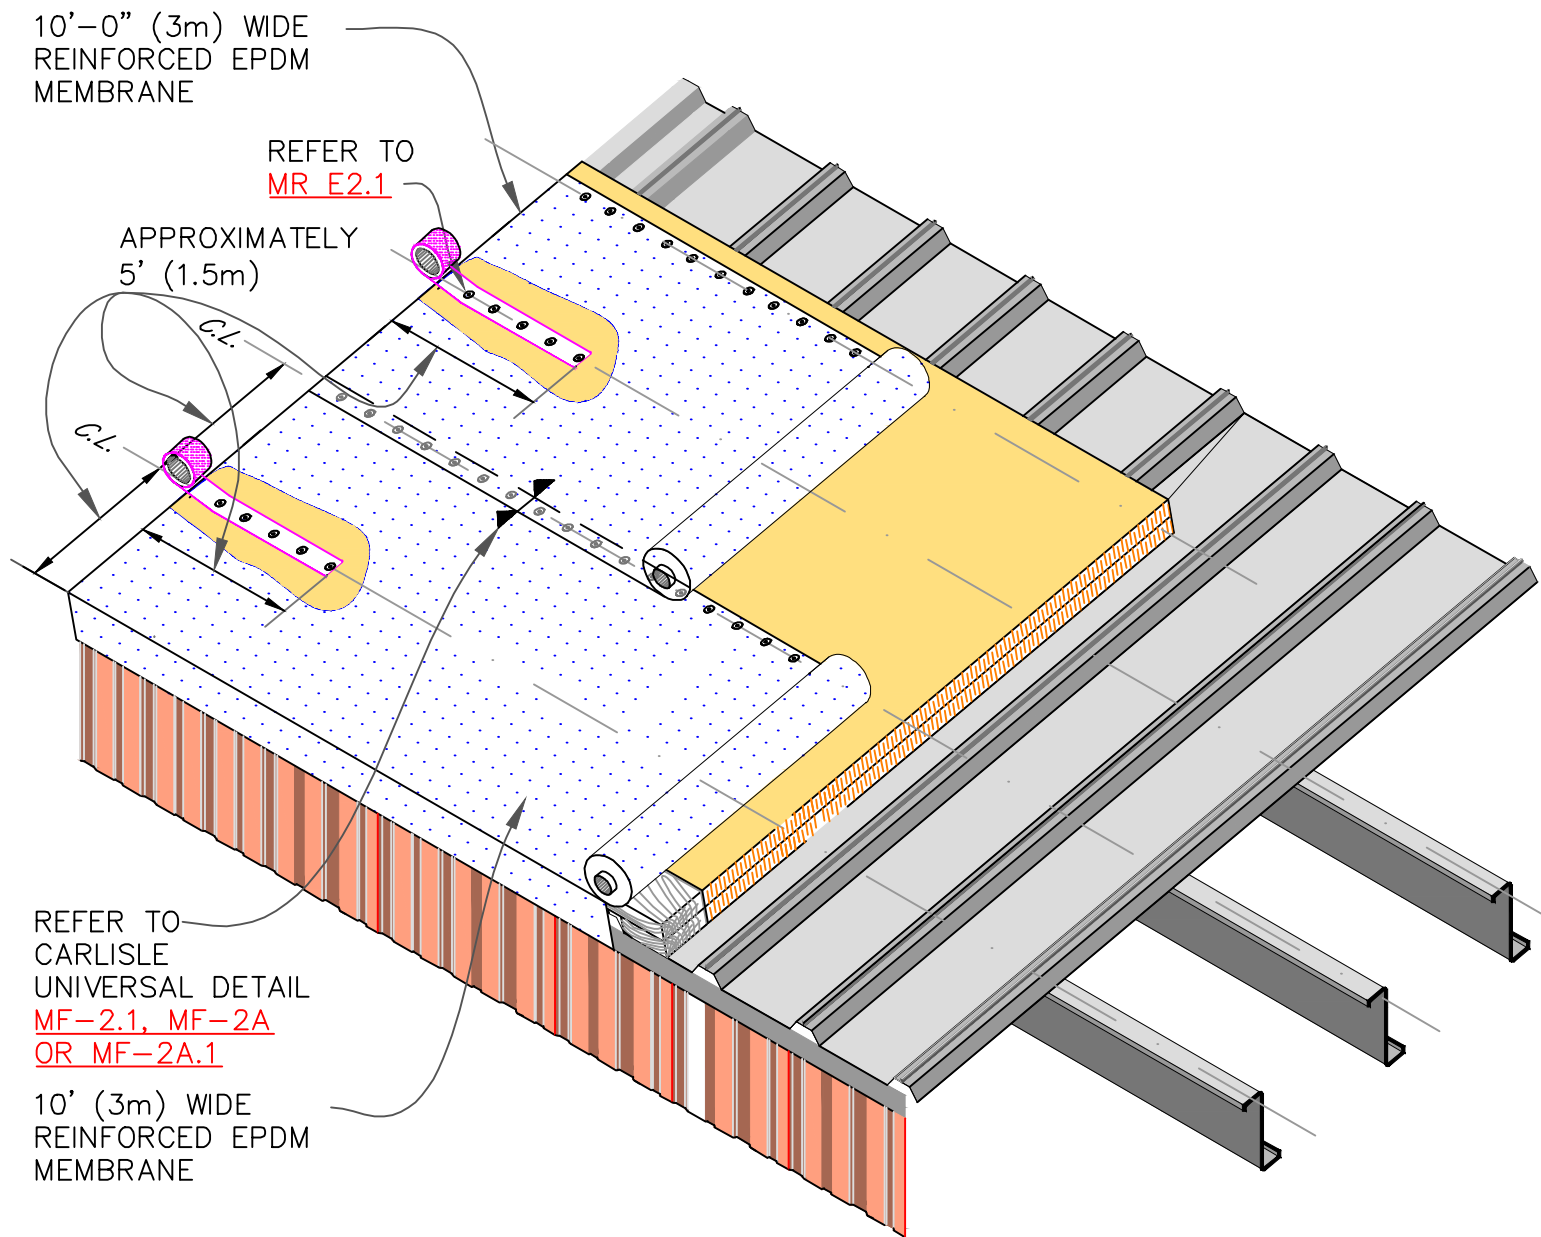 10'-0" (3m) WIDE
REINFORCED EPDM
MEMBRANE
REFER TO
MR E2.1
APPROXIMATELY
5' (1.5m)
C.L.
C.L.
REFER TO
CARLISLE
UNIVERSAL DETAIL
MF-2.1, MF-2A
OR MF-2A.1
10' (3m) WIDE
REINFORCED EPDM
MEMBRANE